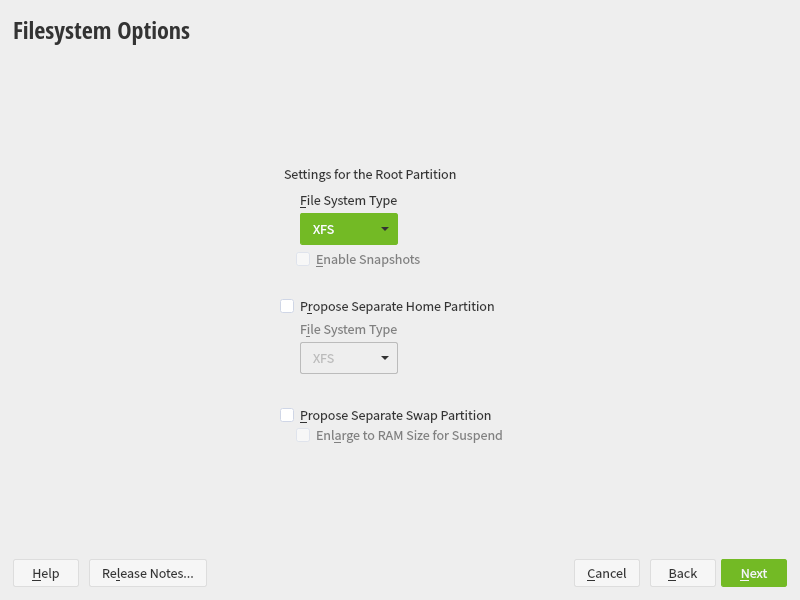 Filesystem Options
Settings for the Root Partition
File System Type
XFS
Enable Snapshots
Propose Separate Home Partition
File System Type
XFS
Propose Separate Swap Partition
Enlarge to RAM Size for Suspend
Help
Release Notes...
Cancel
Back
Next